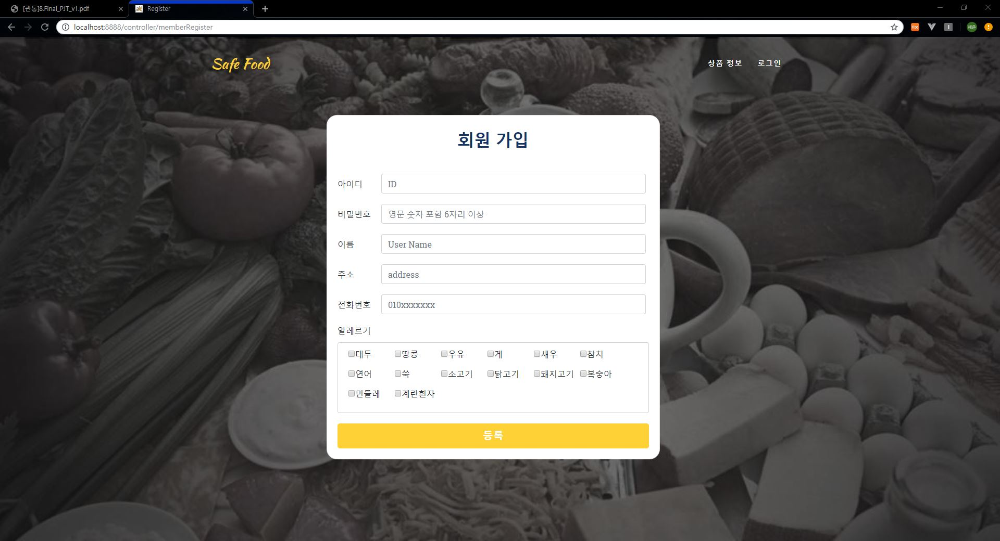 [관통]8.Final_PJT_v1.pdf
Register
localhost:8888/controller/memberRegister
채은
Safe Food
상품 정보
로그인
회원 가입
아이디
ID
비밀번호
영문 숫자 포함 6자리 이상
이름
User Name
주소
address
전화번호
010xxxxxxx
알레르기
대두 땅콩 우유 게 새우 참치
연어 쑥 소고기 닭고기 돼지고기 복숭아
민들레 계란흰자
등록